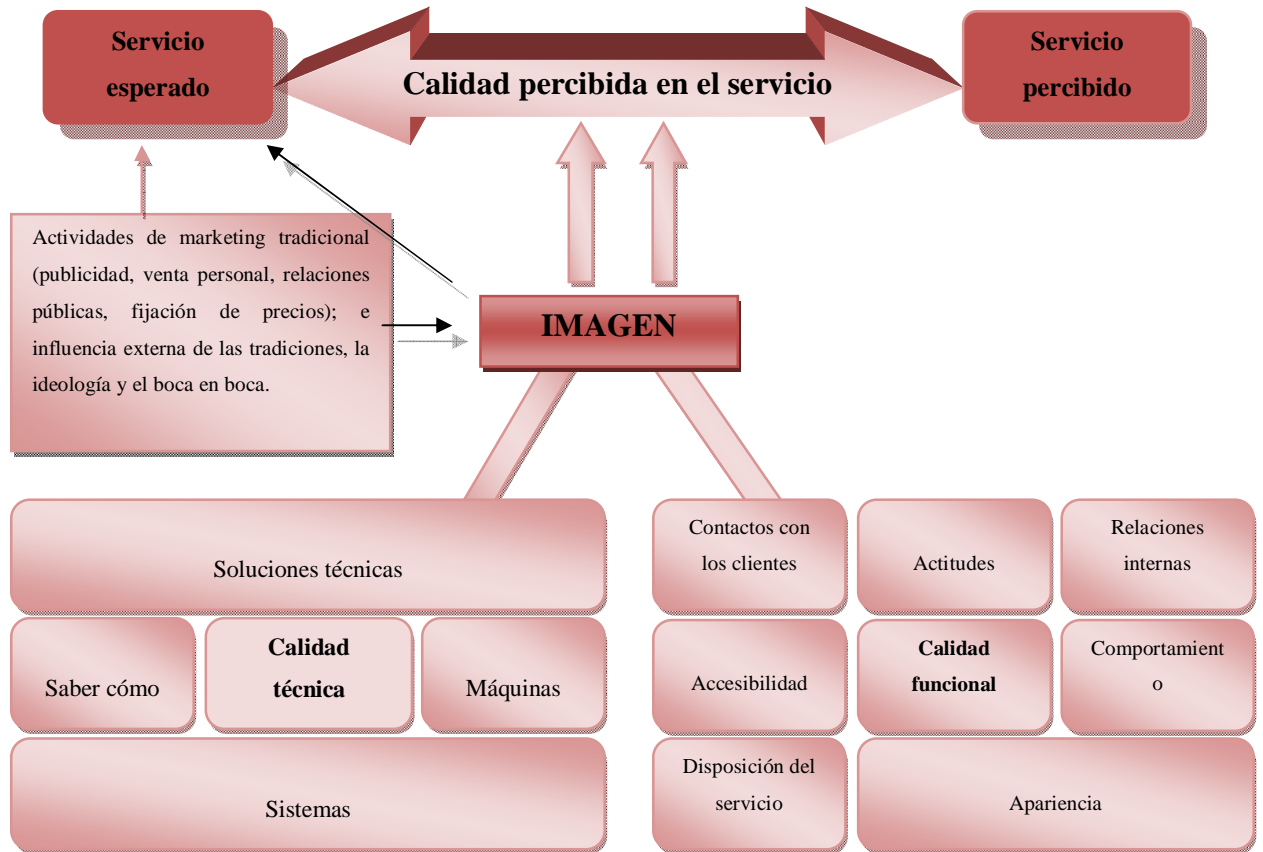 Servicio
esperado
Calidad percibida en el servicio
Servicio
percibido
Actividades de marketing tradicional
(publicidad, venta personal, relaciones
públicas, fijación de precios); e
influencia externa de las tradiciones, la
ideología y el boca en boca.
IMAGEN
Soluciones técnicas
Saber cómo
Calidad
técnica
Máquinas
Sistemas
Contactos con
los clientes
Actitudes
Relaciones
internas
Accesibilidad
Calidad
funcional
Comportamient
o
Disposición del
servicio
Apariencia